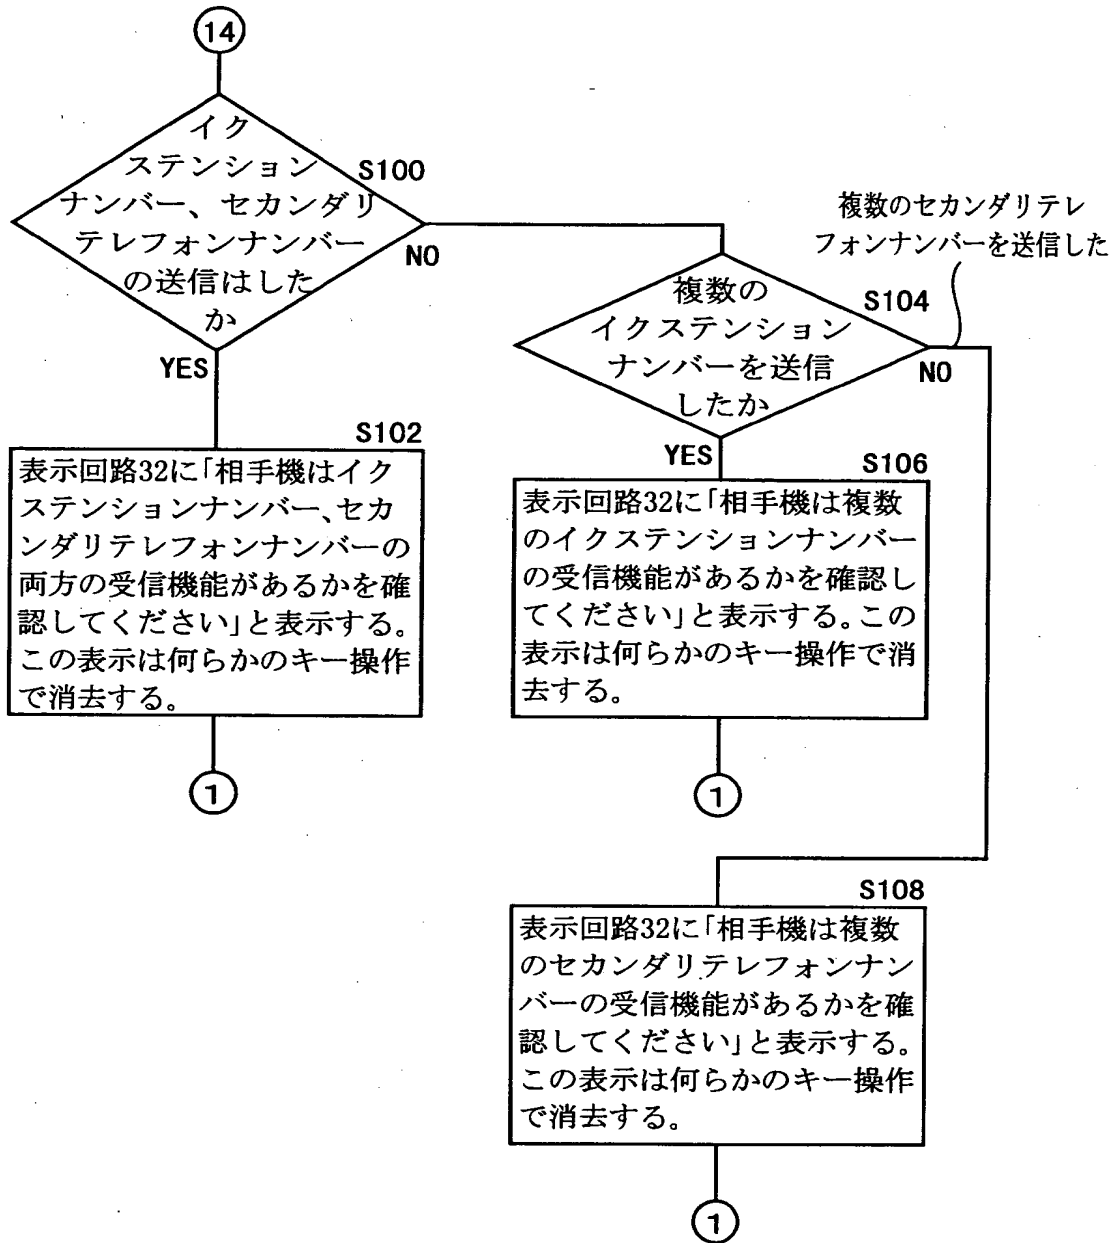 14
イク
ステンション
ナンバー、セカンダリ
テレフォンナンバー
の送信はした
か
S100
NO
YES
複数のセカンダリテレ
フォンナンバーを送信した
複数の
イクステンション
ナンバーを送信
したか
S104
NO
YES
S102
表示回路32に「相手機はイク
ステンションナンバー、セカ
ンダリテレフォンナンバーの
両方の受信機能があるかを確
認してください」と表示する。
この表示は何らかのキー操作
で消去する。
1
S106
表示回路32に「相手機は複数
のイクステンションナンバー
の受信機能があるかを確認し
てください」と表示する。この
表示は何らかのキー操作で消
去する。
1
S108
表示回路32に「相手機は複数
のセカンダリテレフォンナン
バーの受信機能があるかを確
認してください」と表示する。
この表示は何らかのキー操作
で消去する。
1